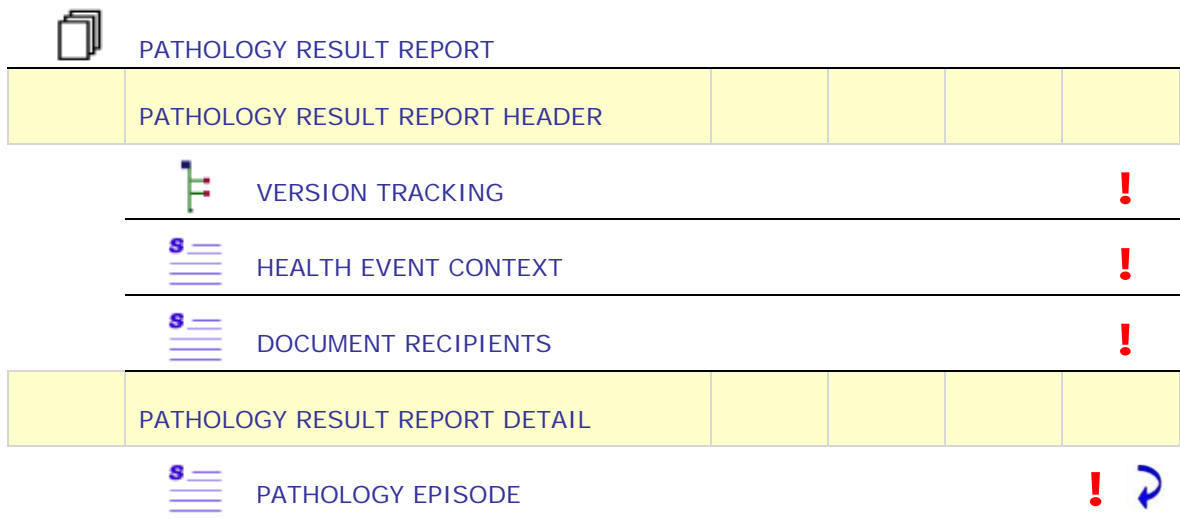 PATHOLOGY RESULT REPORT
PATHOLOGY RESULT REPORT HEADER
VERSION TRACKING !
S HEALTH EVENT CONTEXT !
S DOCUMENT RECIPIENTS !
PATHOLOGY RESULT REPORT DETAIL
S PATHOLOGY EPISODE !